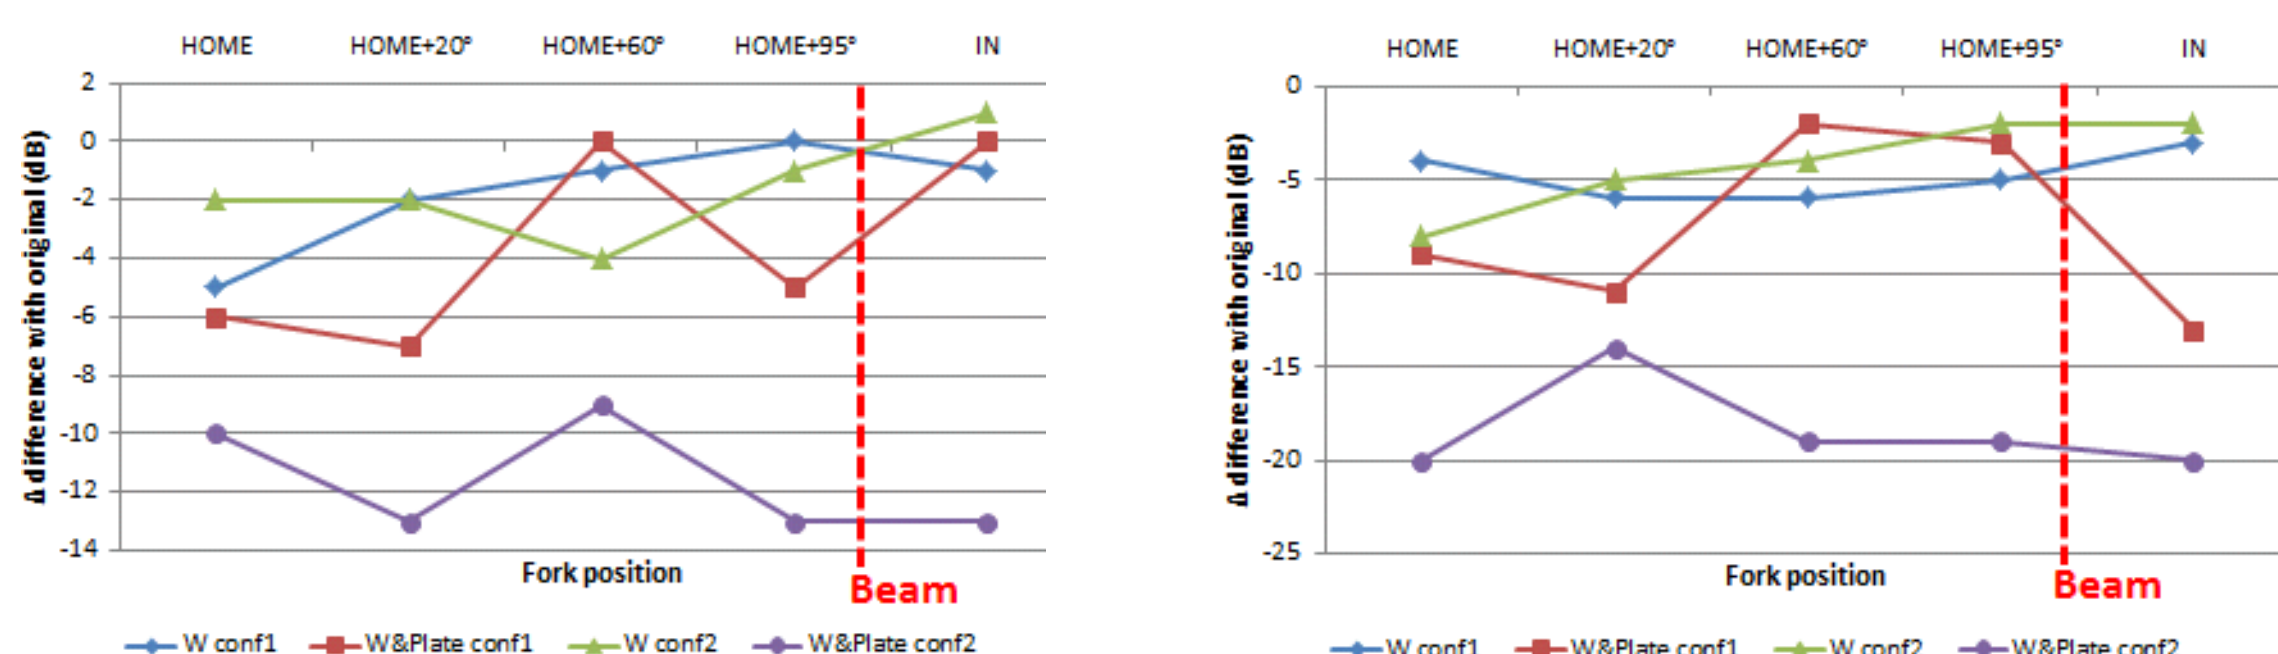 HOME HOME+20° HOME+60° HOME+95° IN
2
0
-2
-4
-6
-8
-10
-12
-14
Δ difference with original (dB)
Fork position
Beam
W conf1 W&Plate conf1 W conf2 W&Plate conf2
HOME HOME+20° HOME+60° HOME+95° IN
0
-5
-10
-15
-20
-25
Δ difference with original (dB)
Fork position
Beam
W conf1 W&Plate conf1 W conf2 W&Plate conf2